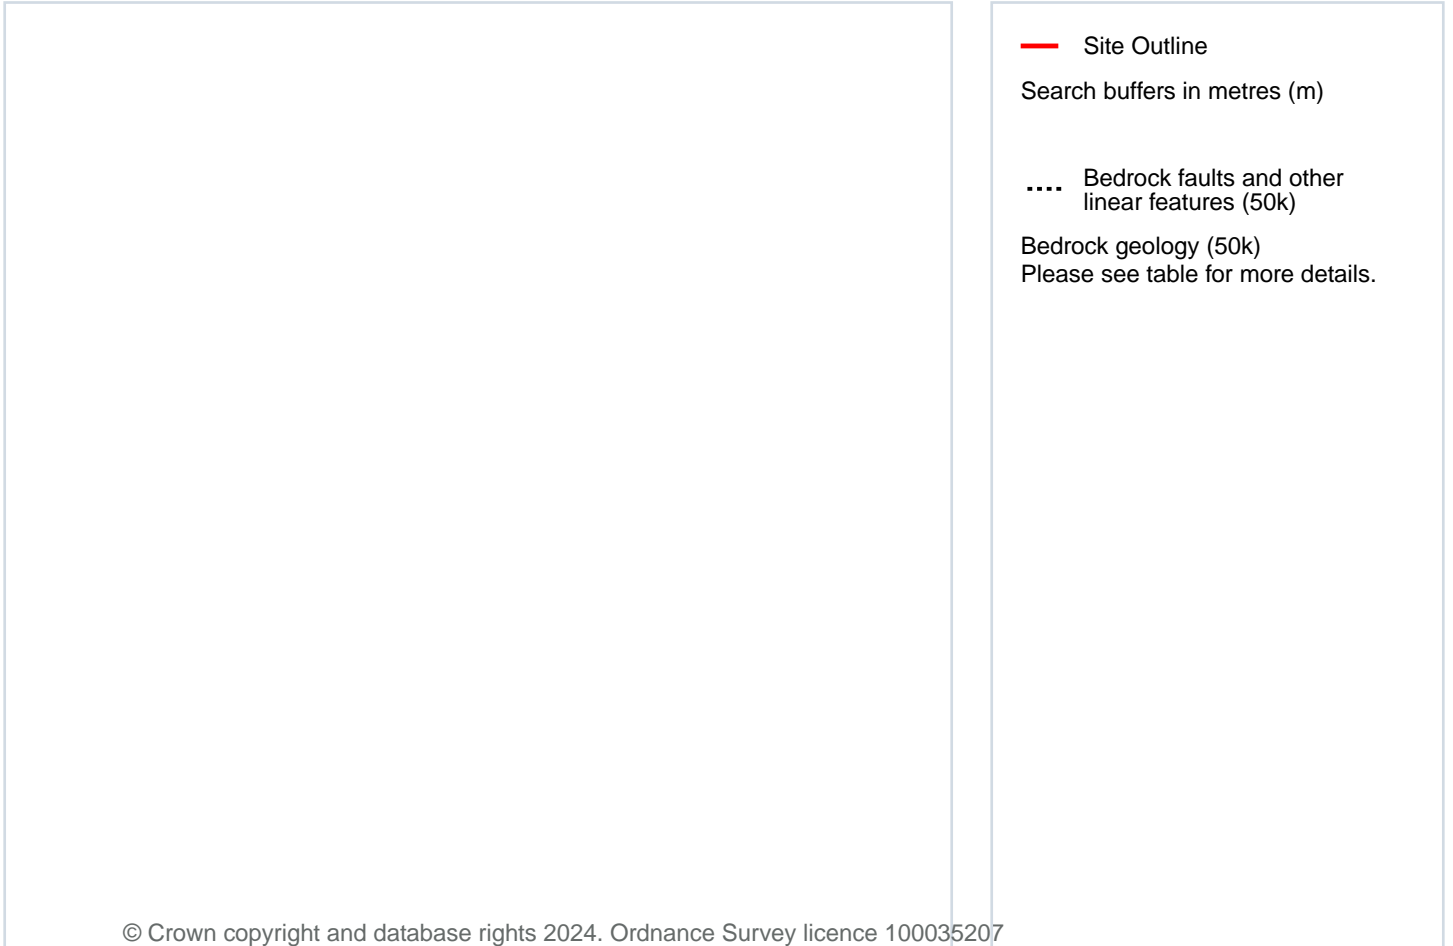 Site Outline
Search buffers in metres (m)
Bedrock faults and other
linear features (50k)
Bedrock geology (50k)
Please see table for more details.
© Crown copyright and database rights 2024. Ordnance Survey licence 100035207